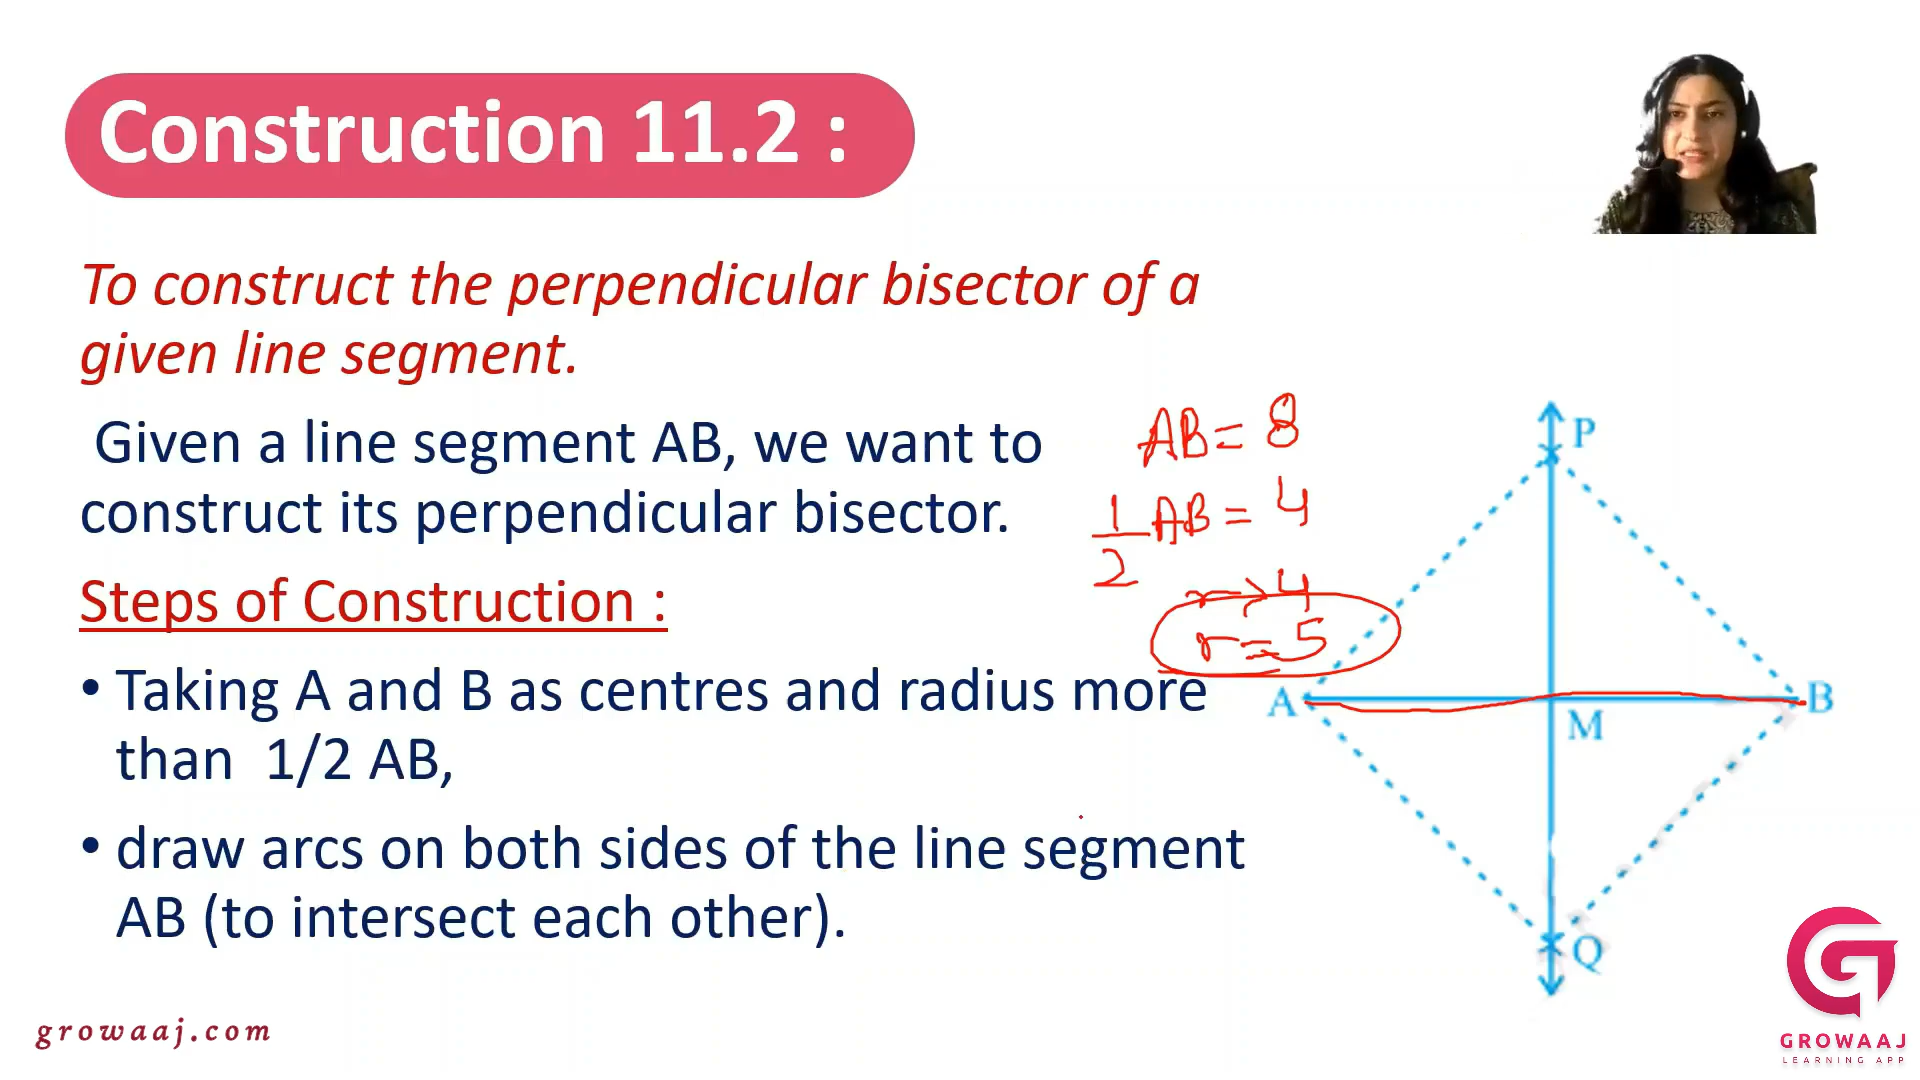 Construction 11.2 :
To construct the perpendicular bisector of a
given line segment.
Given a line segment AB, we want to
construct its perpendicular bisector.
Steps of Construction :
• Taking A and B as centres and radius more
than 1/2 AB,
• draw arcs on both sides of the line segment
AB (to intersect each other).
AB = 8
1/2 AB = 4
r > 4
r = 5
P
A
B
M
Q
growaaj.com
GROWAAJ
LEARNING APP